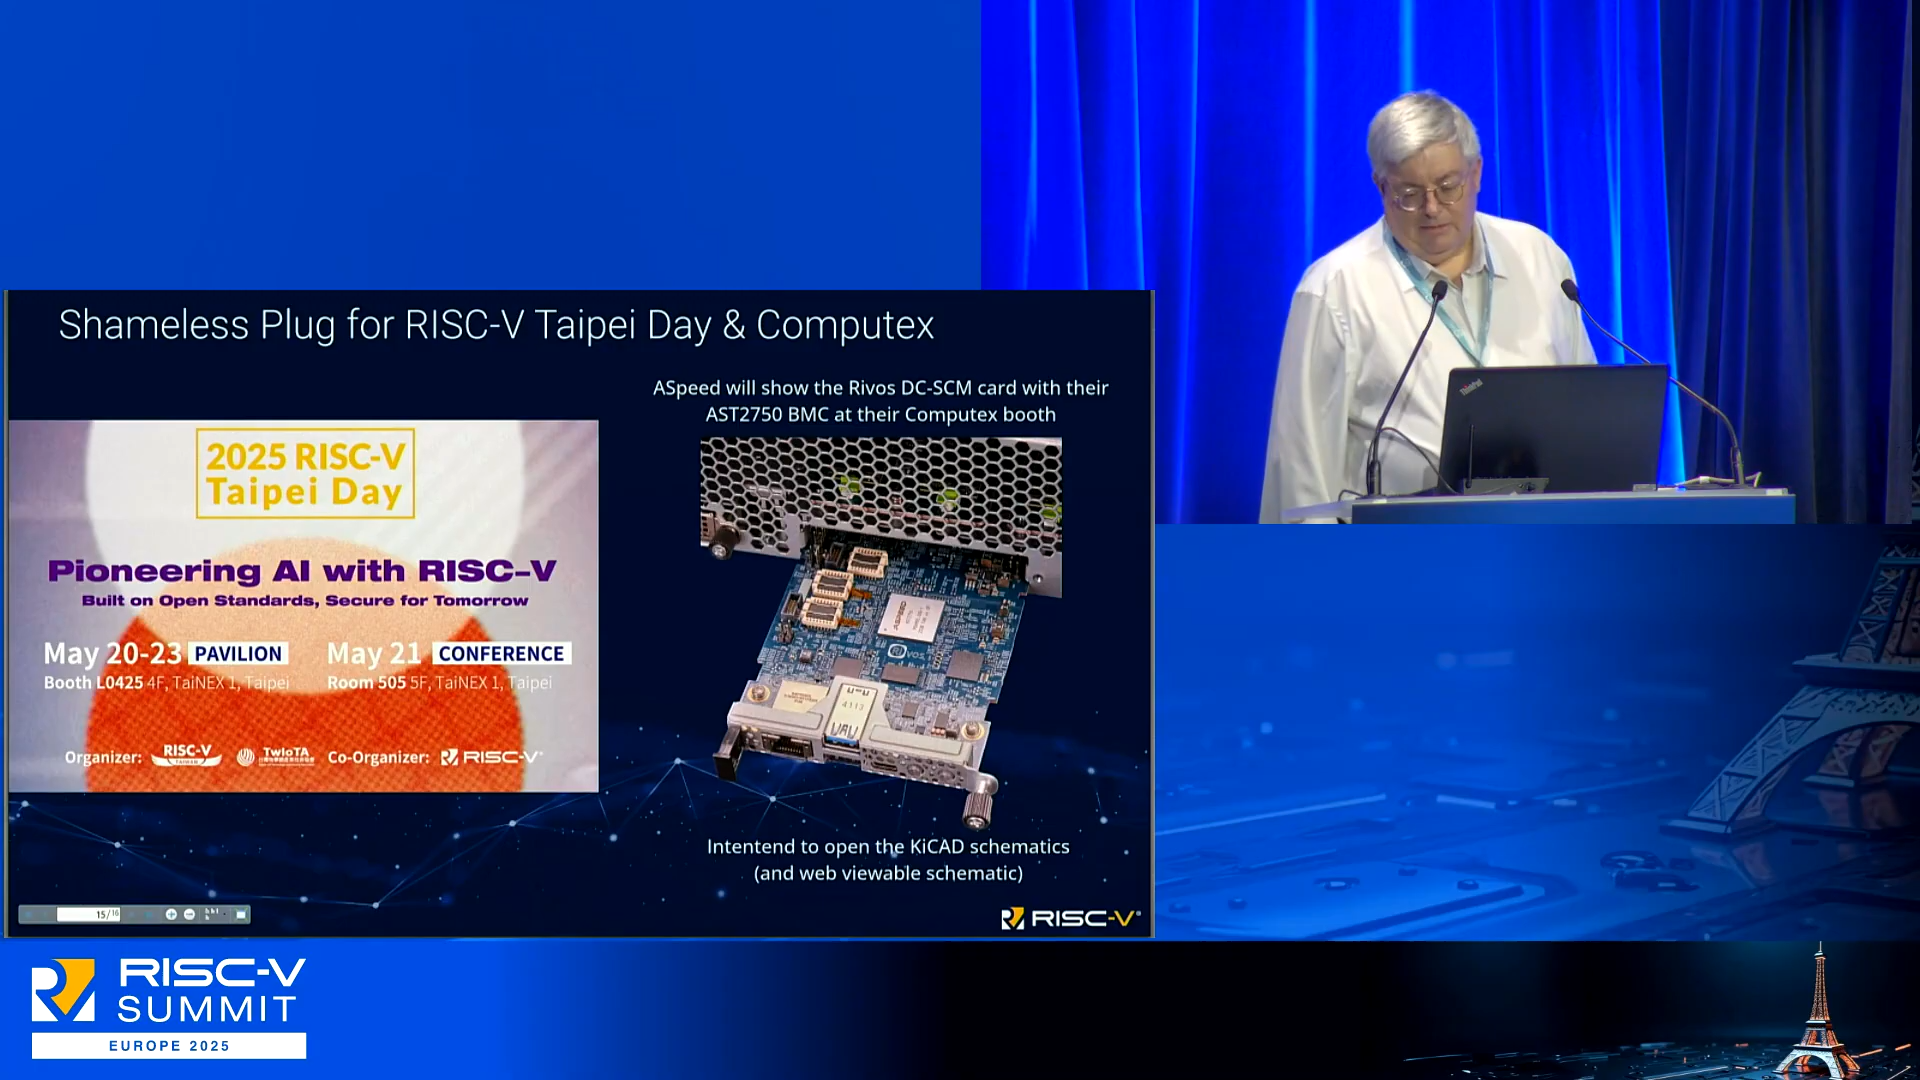 Shameless Plug for RISC-V Taipei Day & Computex
ASpeed will show the Rivos DC-SCM card with their
AST2750 BMC at their Computex booth
2025 RISC-V
Taipei Day
Pioneering AI with RISC-V
Built on Open Standards, Secure for Tomorrow
May 20-23 PAVILION
Booth L0425 4F, TaiNEX 1, Taipei
May 21 CONFERENCE
Room 505 5F, TaiNEX 1, Taipei
Organizer: RISC-V TwIoTA Co-Organizer: RISC-V
4113
Intentend to open the KiCAD schematics
(and web viewable schematic)
15/16
RISC-V®
ThinkPad
RISC-V
SUMMIT
EUROPE 2025